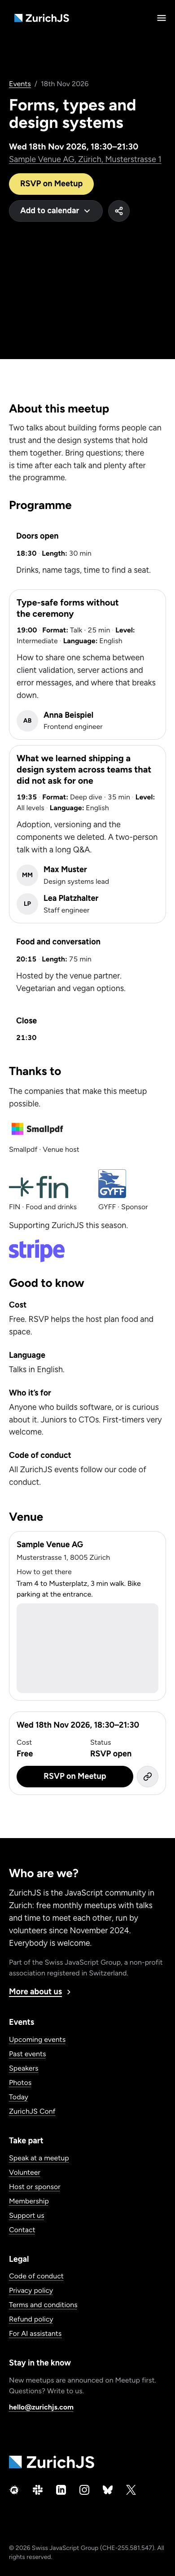 ZurichJS
Events / 18th Nov 2026
Forms, types and
design systems
Wed 18th Nov 2026, 18:30–21:30
Sample Venue AG, Zürich, Musterstrasse 1
RSVP on Meetup
Add to calendar
About this meetup
Two talks about building forms people can
trust and the design systems that hold
them together. Bring questions; there
is time after each talk and plenty after
the programme.
Programme
Doors open
18:30 Length: 30 min
Drinks, name tags, time to find a seat.
Type-safe forms without
the ceremony
19:00 Format: Talk · 25 min Level:
Intermediate Language: English
How to share one schema between
client validation, server actions and
error messages, and where that breaks
down.
AB
Anna Beispiel
Frontend engineer
What we learned shipping a
design system across teams that
did not ask for one
19:35 Format: Deep dive · 35 min Level:
All levels Language: English
Adoption, versioning and the
components we deleted. A two-person
talk with a long Q&A.
MM
Max Muster
Design systems lead
LP
Lea Platzhalter
Staff engineer
Food and conversation
20:15 Length: 75 min
Hosted by the venue partner.
Vegetarian and vegan options.
Close
21:30
Thanks to
The companies that make this meetup
possible.
Smallpdf
Smallpdf · Venue host
fin
GYFF
FIN · Food and drinks
GYFF · Sponsor
Supporting ZurichJS this season.
stripe
Good to know
Cost
Free. RSVP helps the host plan food and
space.
Language
Talks in English.
Who it's for
Anyone who builds software, or is curious
about it. Juniors to CTOs. First-timers very
welcome.
Code of conduct
All ZurichJS events follow our code of
conduct.
Venue
Sample Venue AG
Musterstrasse 1, 8005 Zürich
How to get there
Tram 4 to Musterplatz, 3 min walk. Bike
parking at the entrance.
Wed 18th Nov 2026, 18:30–21:30
Cost
Status
Free
RSVP open
RSVP on Meetup
Who are we?
ZurichJS is the JavaScript community in
Zurich: free monthly meetups with talks
and time to meet each other, run by
volunteers since November 2024.
Everybody is welcome.
Part of the Swiss JavaScript Group, a non-profit
association registered in Switzerland.
More about us
Events
Upcoming events
Past events
Speakers
Photos
Today
ZurichJS Conf
Take part
Speak at a meetup
Volunteer
Host or sponsor
Membership
Support us
Contact
Legal
Code of conduct
Privacy policy
Terms and conditions
Refund policy
For AI assistants
Stay in the know
New meetups are announced on Meetup first.
Questions? Write to us.
hello@zurichjs.com
ZurichJS
© 2026 Swiss JavaScript Group (CHE-255.581.547). All
rights reserved.